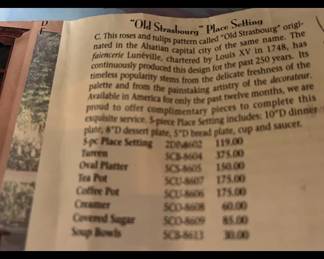 D
"Old Strasbourg" Place Setting
C. This roses and tulips pattern called "Old Strasbourg" origi-
nated in the Alsatian capital city of the same name. The
faiencerie Lunéville, chartered by Louis XV in 1748, has
continuously produced this design for the past 250 years. Its
timeless popularity stems from the delicate freshness of the
palette and from the painstaking artistry of the decorateur.
Available in America for only the past twelve months, we are
proud to offer complimentary pieces to complete this
exquisite service. 5-piece Place Setting includes: 10"D dinner
plate, 8"D dessert plate, 5"D bread plate, cup and saucer.
5-pc Place Setting 119.00
Tureen 375.00
Oval Platter 150.00
Tea Pot 175.00
Coffee Pot 175.00
Creamer 60.00
Covered Sugar 85.00
Soup Bowls 30.00